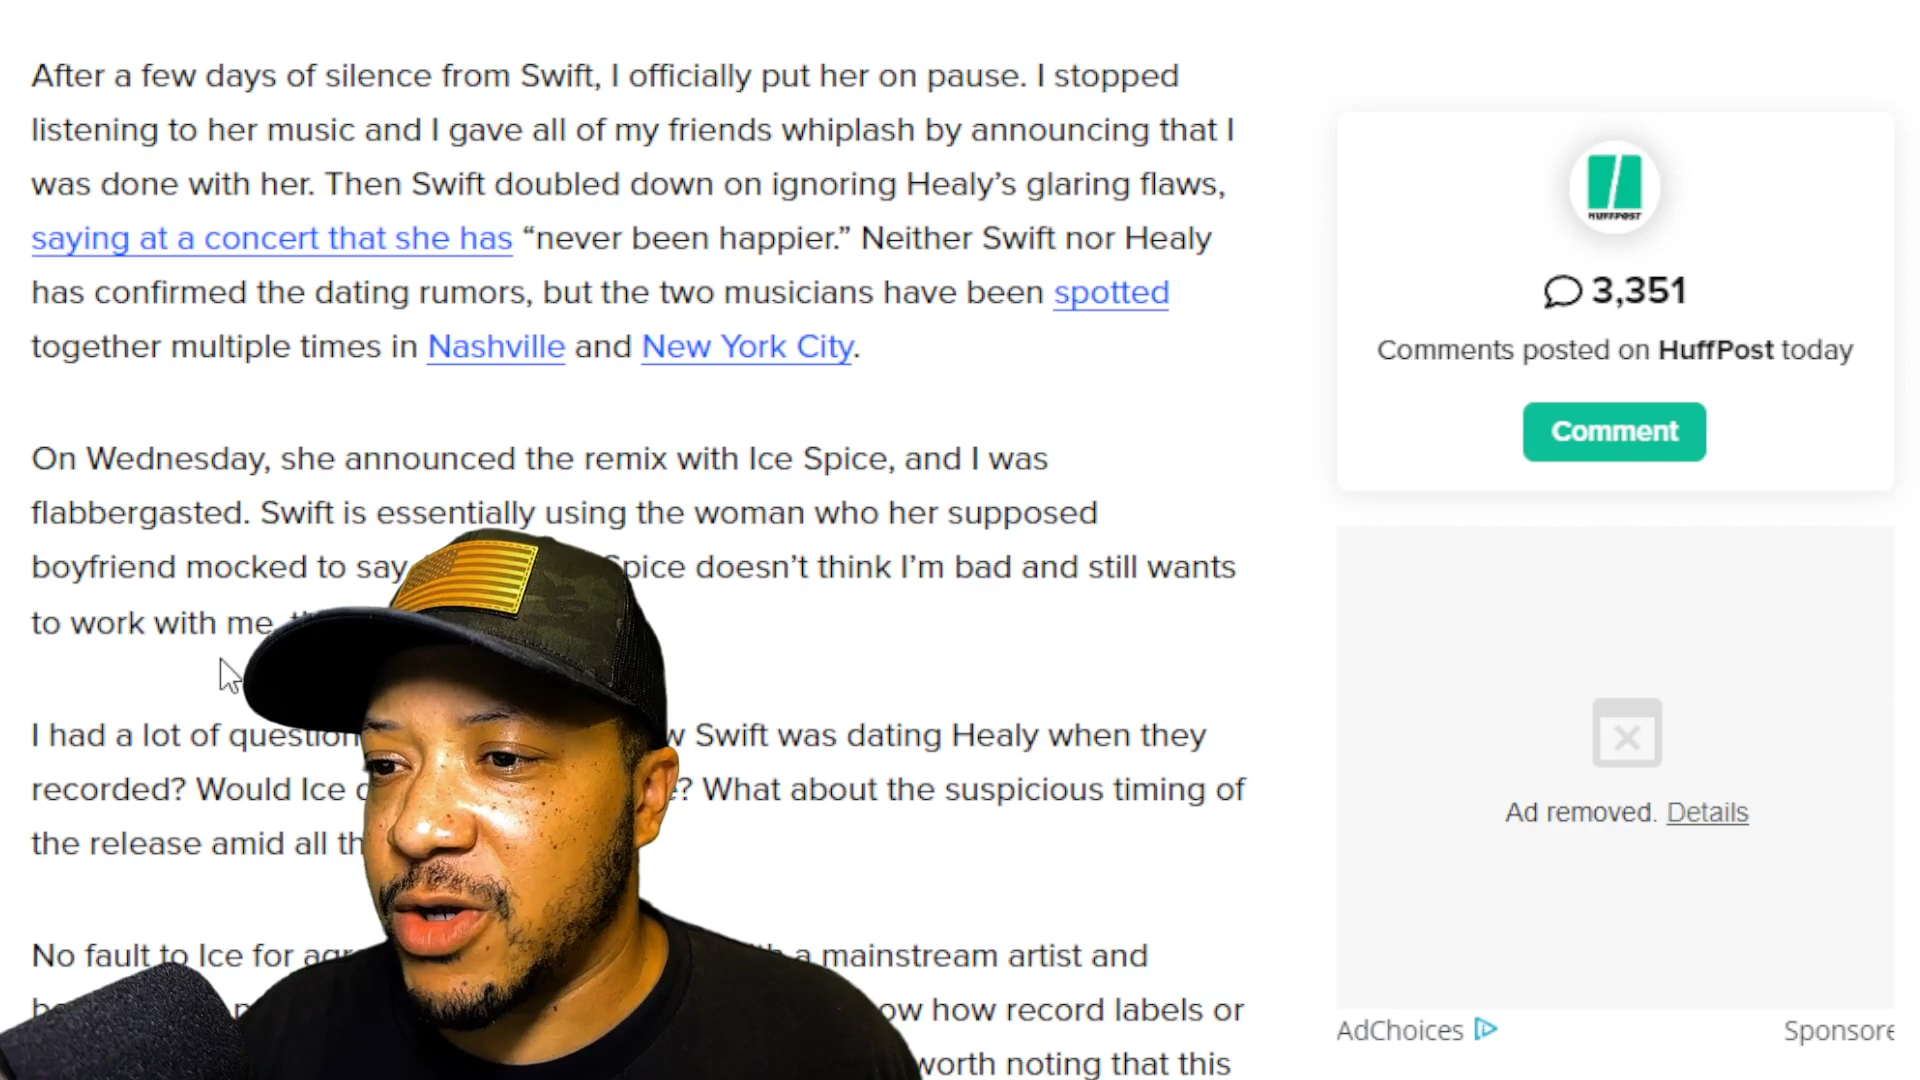 After a few days of silence from Swift, I officially put her on pause. I stopped
listening to her music and I gave all of my friends whiplash by announcing that I
was done with her. Then Swift doubled down on ignoring Healy’s glaring flaws,
saying at a concert that she has “never been happier.” Neither Swift nor Healy
has confirmed the dating rumors, but the two musicians have been spotted
together multiple times in Nashville and New York City.
On Wednesday, she announced the remix with Ice Spice, and I was
flabbergasted. Swift is essentially using the woman who her supposed
boyfriend mocked to say Spice doesn’t think I’m bad and still wants
to work with me
I had a lot of question Swift was dating Healy when they
recorded? Would Ice ? What about the suspicious timing of
the release amid all
No fault to Ice for a mainstream artist and
how record labels or
worth noting that this
HUFFPOST
3,351
Comments posted on HuffPost today
Comment
Ad removed. Details
AdChoices